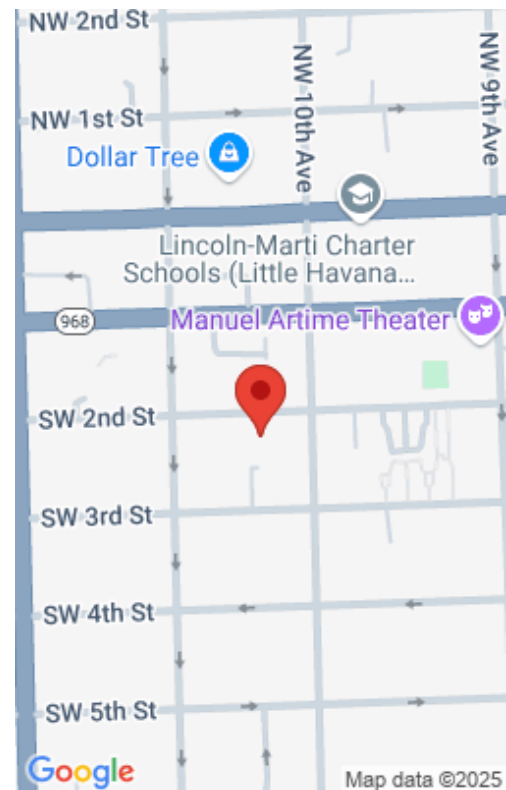 NW 2nd St
NW 10th Ave
NW 9th Ave
NW 1st St
Dollar Tree
Lincoln-Marti Charter
Schools (Little Havana...
968
Manuel Artime Theater
SW 2nd St
SW 3rd St
SW 4th St
SW 5th St
Google
Map data ©2025